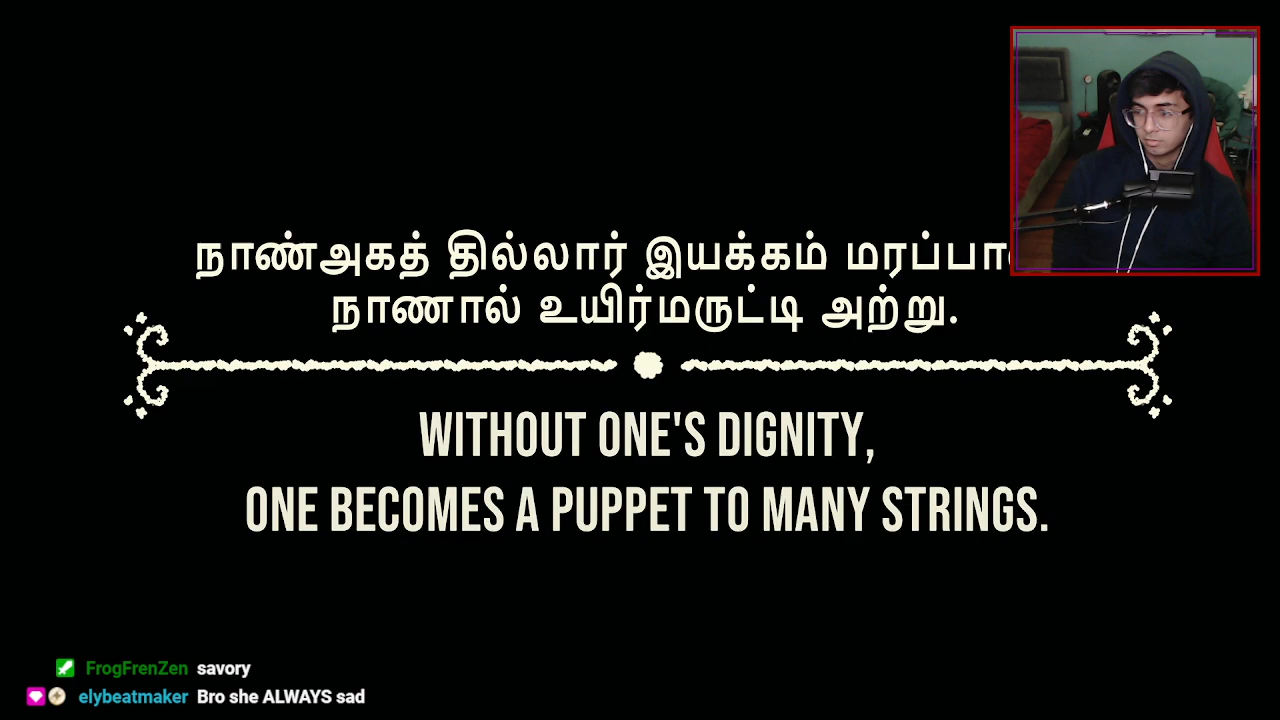 நாண்அகத் தில்லார் இயக்கம்
நாணால் உயிர்மருட்டி அற்று.
WITHOUT ONE'S DIGNITY,
ONE BECOMES A PUPPET TO MANY STRINGS.
FrogFrenZen savory
elybeatmaker Bro she ALWAYS sad